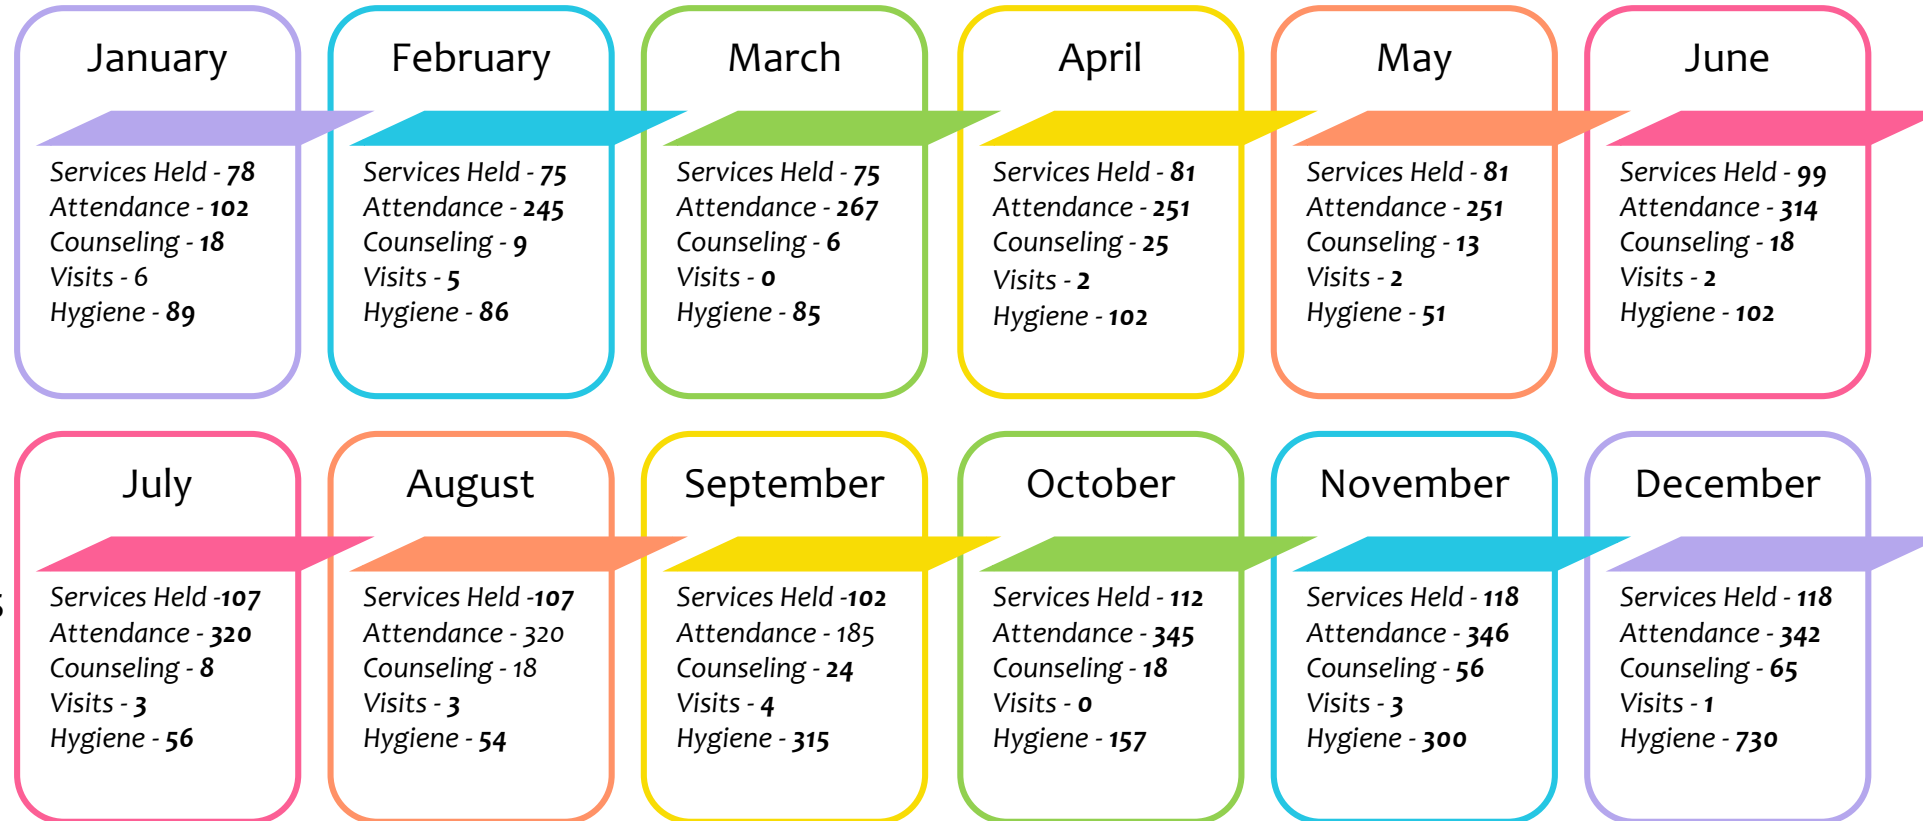 January
Services Held - 78
Attendance - 102
Counseling - 18
Visits - 6
Hygiene - 89
February
Services Held - 75
Attendance - 245
Counseling - 9
Visits - 5
Hygiene - 86
March
Services Held - 75
Attendance - 267
Counseling - 6
Visits - 0
Hygiene - 85
April
Services Held - 81
Attendance - 251
Counseling - 25
Visits - 2
Hygiene - 102
May
Services Held - 81
Attendance - 251
Counseling - 13
Visits - 2
Hygiene - 51
June
Services Held - 99
Attendance - 314
Counseling - 18
Visits - 2
Hygiene - 102
July
Services Held -107
Attendance - 320
Counseling - 8
Visits - 3
Hygiene - 56
August
Services Held -107
Attendance - 320
Counseling - 18
Visits - 3
Hygiene - 54
September
Services Held -102
Attendance - 185
Counseling - 24
Visits - 4
Hygiene - 315
October
Services Held - 112
Attendance - 345
Counseling - 18
Visits - 0
Hygiene - 157
November
Services Held - 118
Attendance - 346
Counseling - 56
Visits - 3
Hygiene - 300
December
Services Held - 118
Attendance - 342
Counseling - 65
Visits - 1
Hygiene - 730